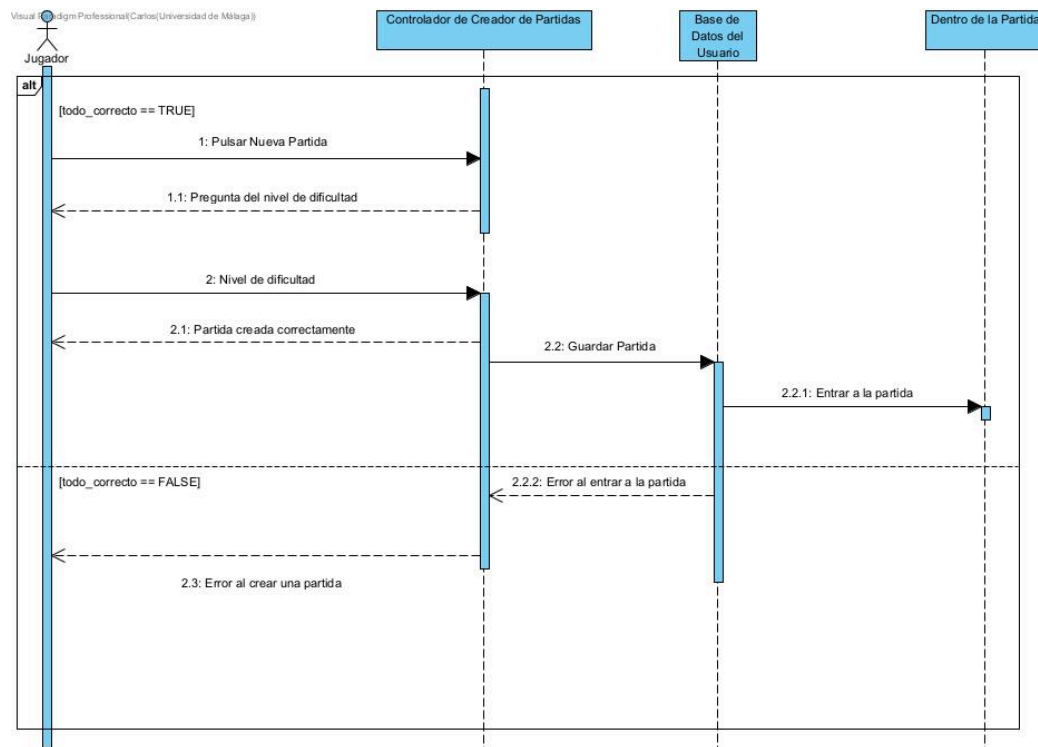 Visual Paradigm Professional(Carlos(Universidad de Málaga))
Jugador
Controlador de Creador de Partidas
Base de
Datos del
Usuario
Dentro de la Partida
alt
[todo_correcto == TRUE]
1: Pulsar Nueva Partida
1.1: Pregunta del nivel de dificultad
2: Nivel de dificultad
2.1: Partida creada correctamente
2.2: Guardar Partida
2.2.1: Entrar a la partida
[todo_correcto == FALSE]
2.2.2: Error al entrar a la partida
2.3: Error al crear una partida